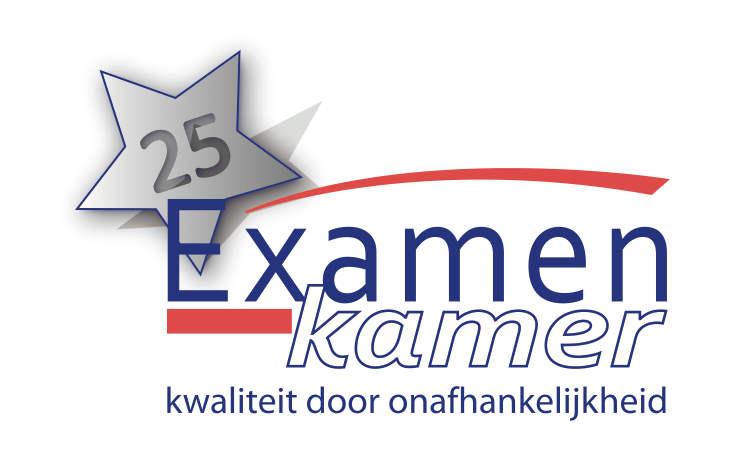 25
Examen
kamer
kwaliteit door onafhankelijkheid